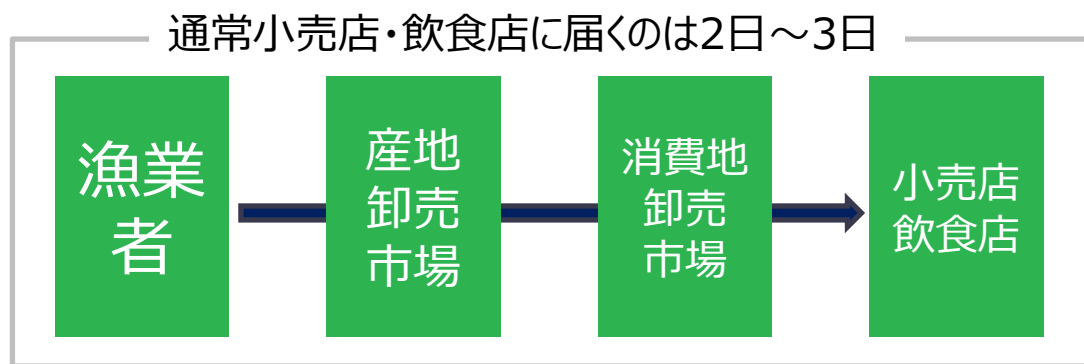 通常小売店・飲食店に届くのは2日～3日
漁業
者
産地
卸売
市場
消費地
卸売
市場
小売店
飲食店